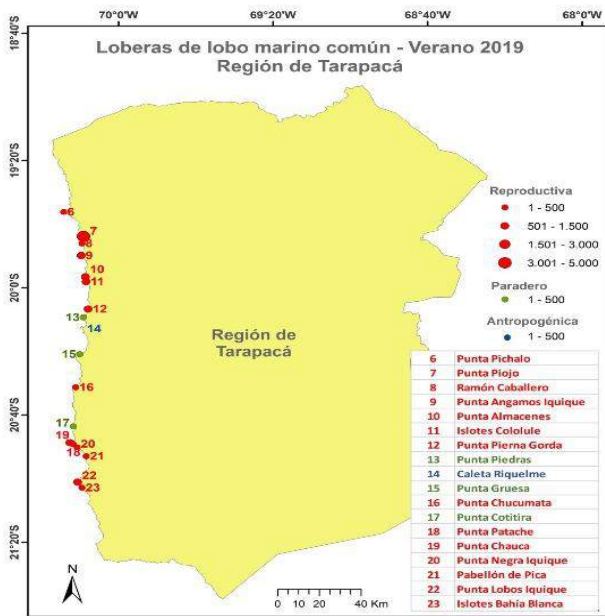 70°0'W 69°20'W 68°40'W 68°0'W
18°40'S
Loberas de lobo marino común - Verano 2019
Región de Tarapacá
19°20'S
20°0'S
20°40'S
21°20'S
6
7
8
9
10
11
12
13
14
15
16
17
19
18 20
21
22
23
Región de
Tarapacá
Reproductiva
1 - 500
501 - 1.500
1.501 - 3.000
3.001 - 5.000
Paradero
1 - 500
Antropogénica
1 - 500
6 Punta Pichalo
7 Punta Piojo
8 Ramón Caballero
9 Punta Angamos Iquique
10 Punta Almacenes
11 Islotes Cololule
12 Punta Pierna Gorda
13 Punta Piedras
14 Caleta Riquelme
15 Punta Gruesa
16 Punta Chucumata
17 Punta Cotitira
18 Punta Patache
19 Punta Chauca
20 Punta Negra Iquique
21 Pabellón de Pica
22 Punta Lobos Iquique
23 Islotes Bahía Blanca
N
0 10 20 40 Km